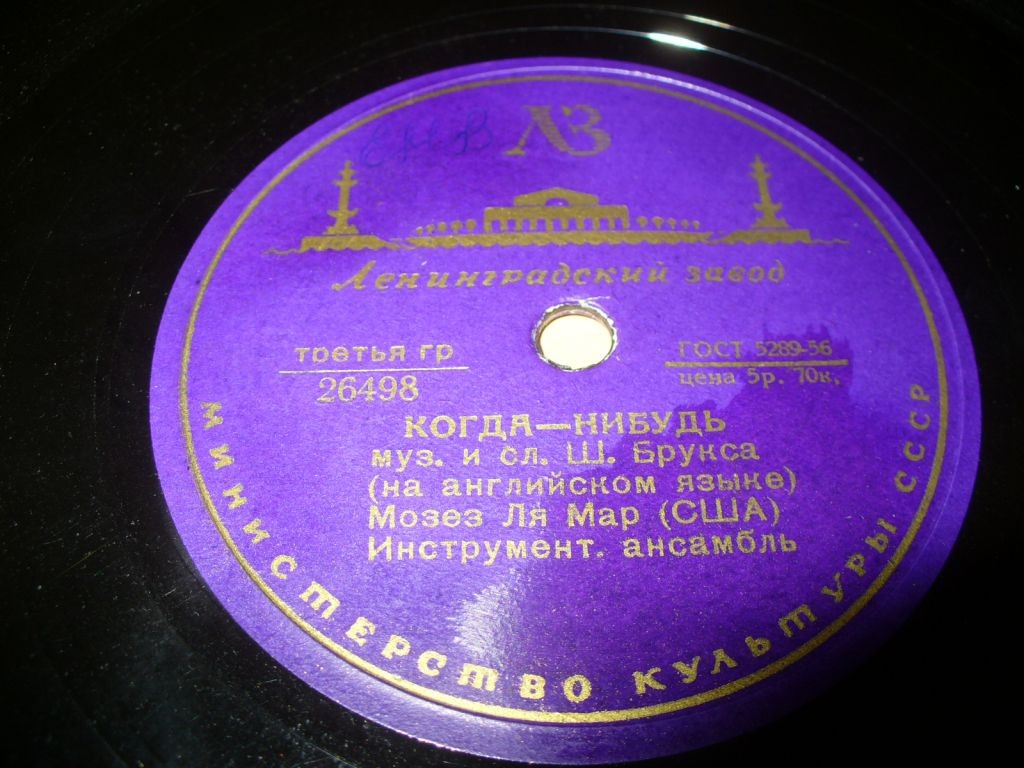 ЕНВ
ЛЗ
Ленинградский завод
третья гр
26498
ГОСТ 5289-56
цена 5р. 70к.
КОГДА—НИБУДЬ
муз. и сл. Ш. Брукса
(на английском языке)
Мозез Ля Мар (США)
Инструмент. ансамбль
МИНИСТЕРСТВО КУЛЬТУРЫ СССР